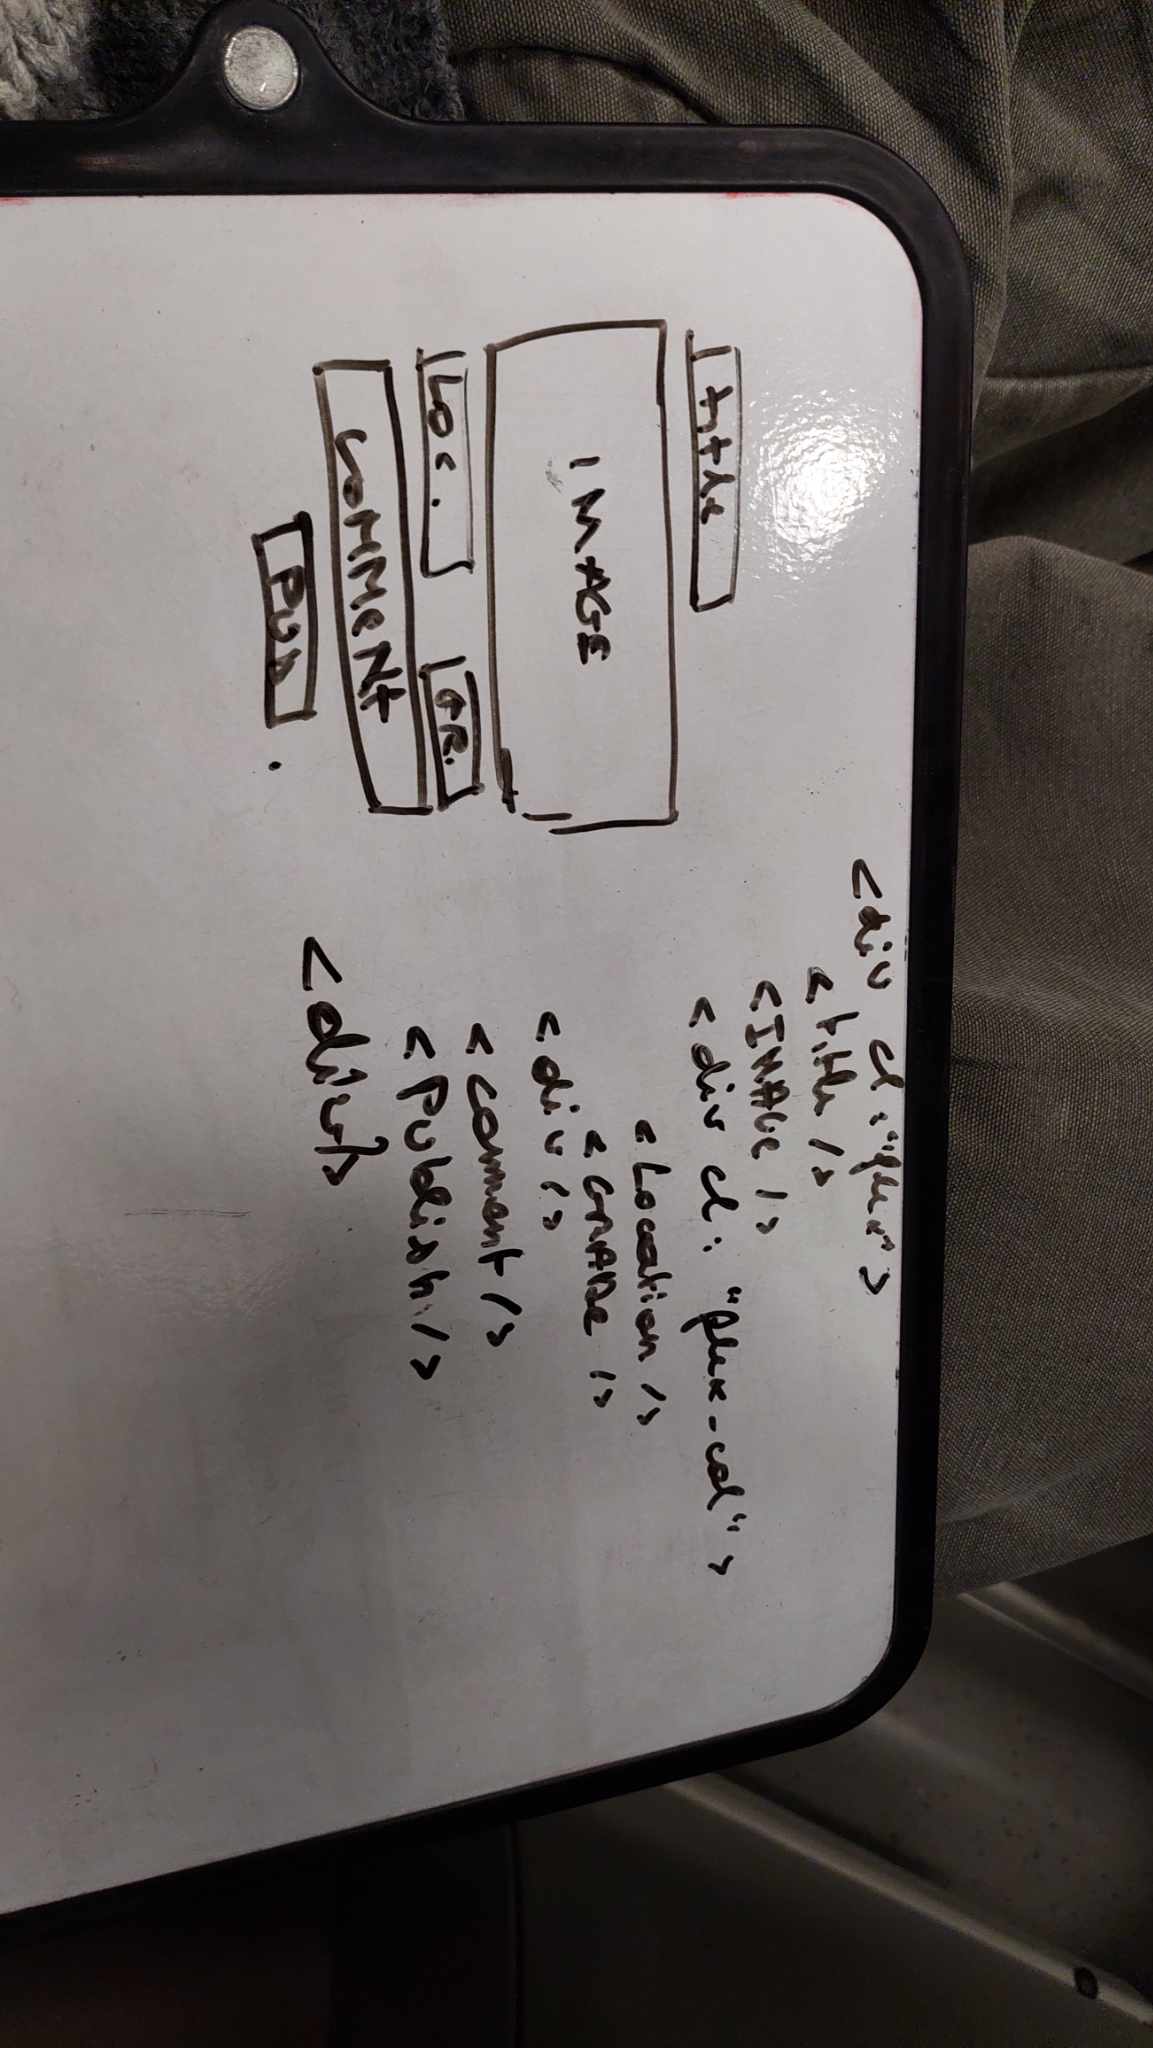 title
IMAGE
Loc. GR.
COMMeNt
PUB.
<div cl:"flex">
<title/>
<IMAGe/>
<div cl: "flex-col">
<Location/>
<GRADe/>
<div/>
<comment/>
<Publish/>
<div/>